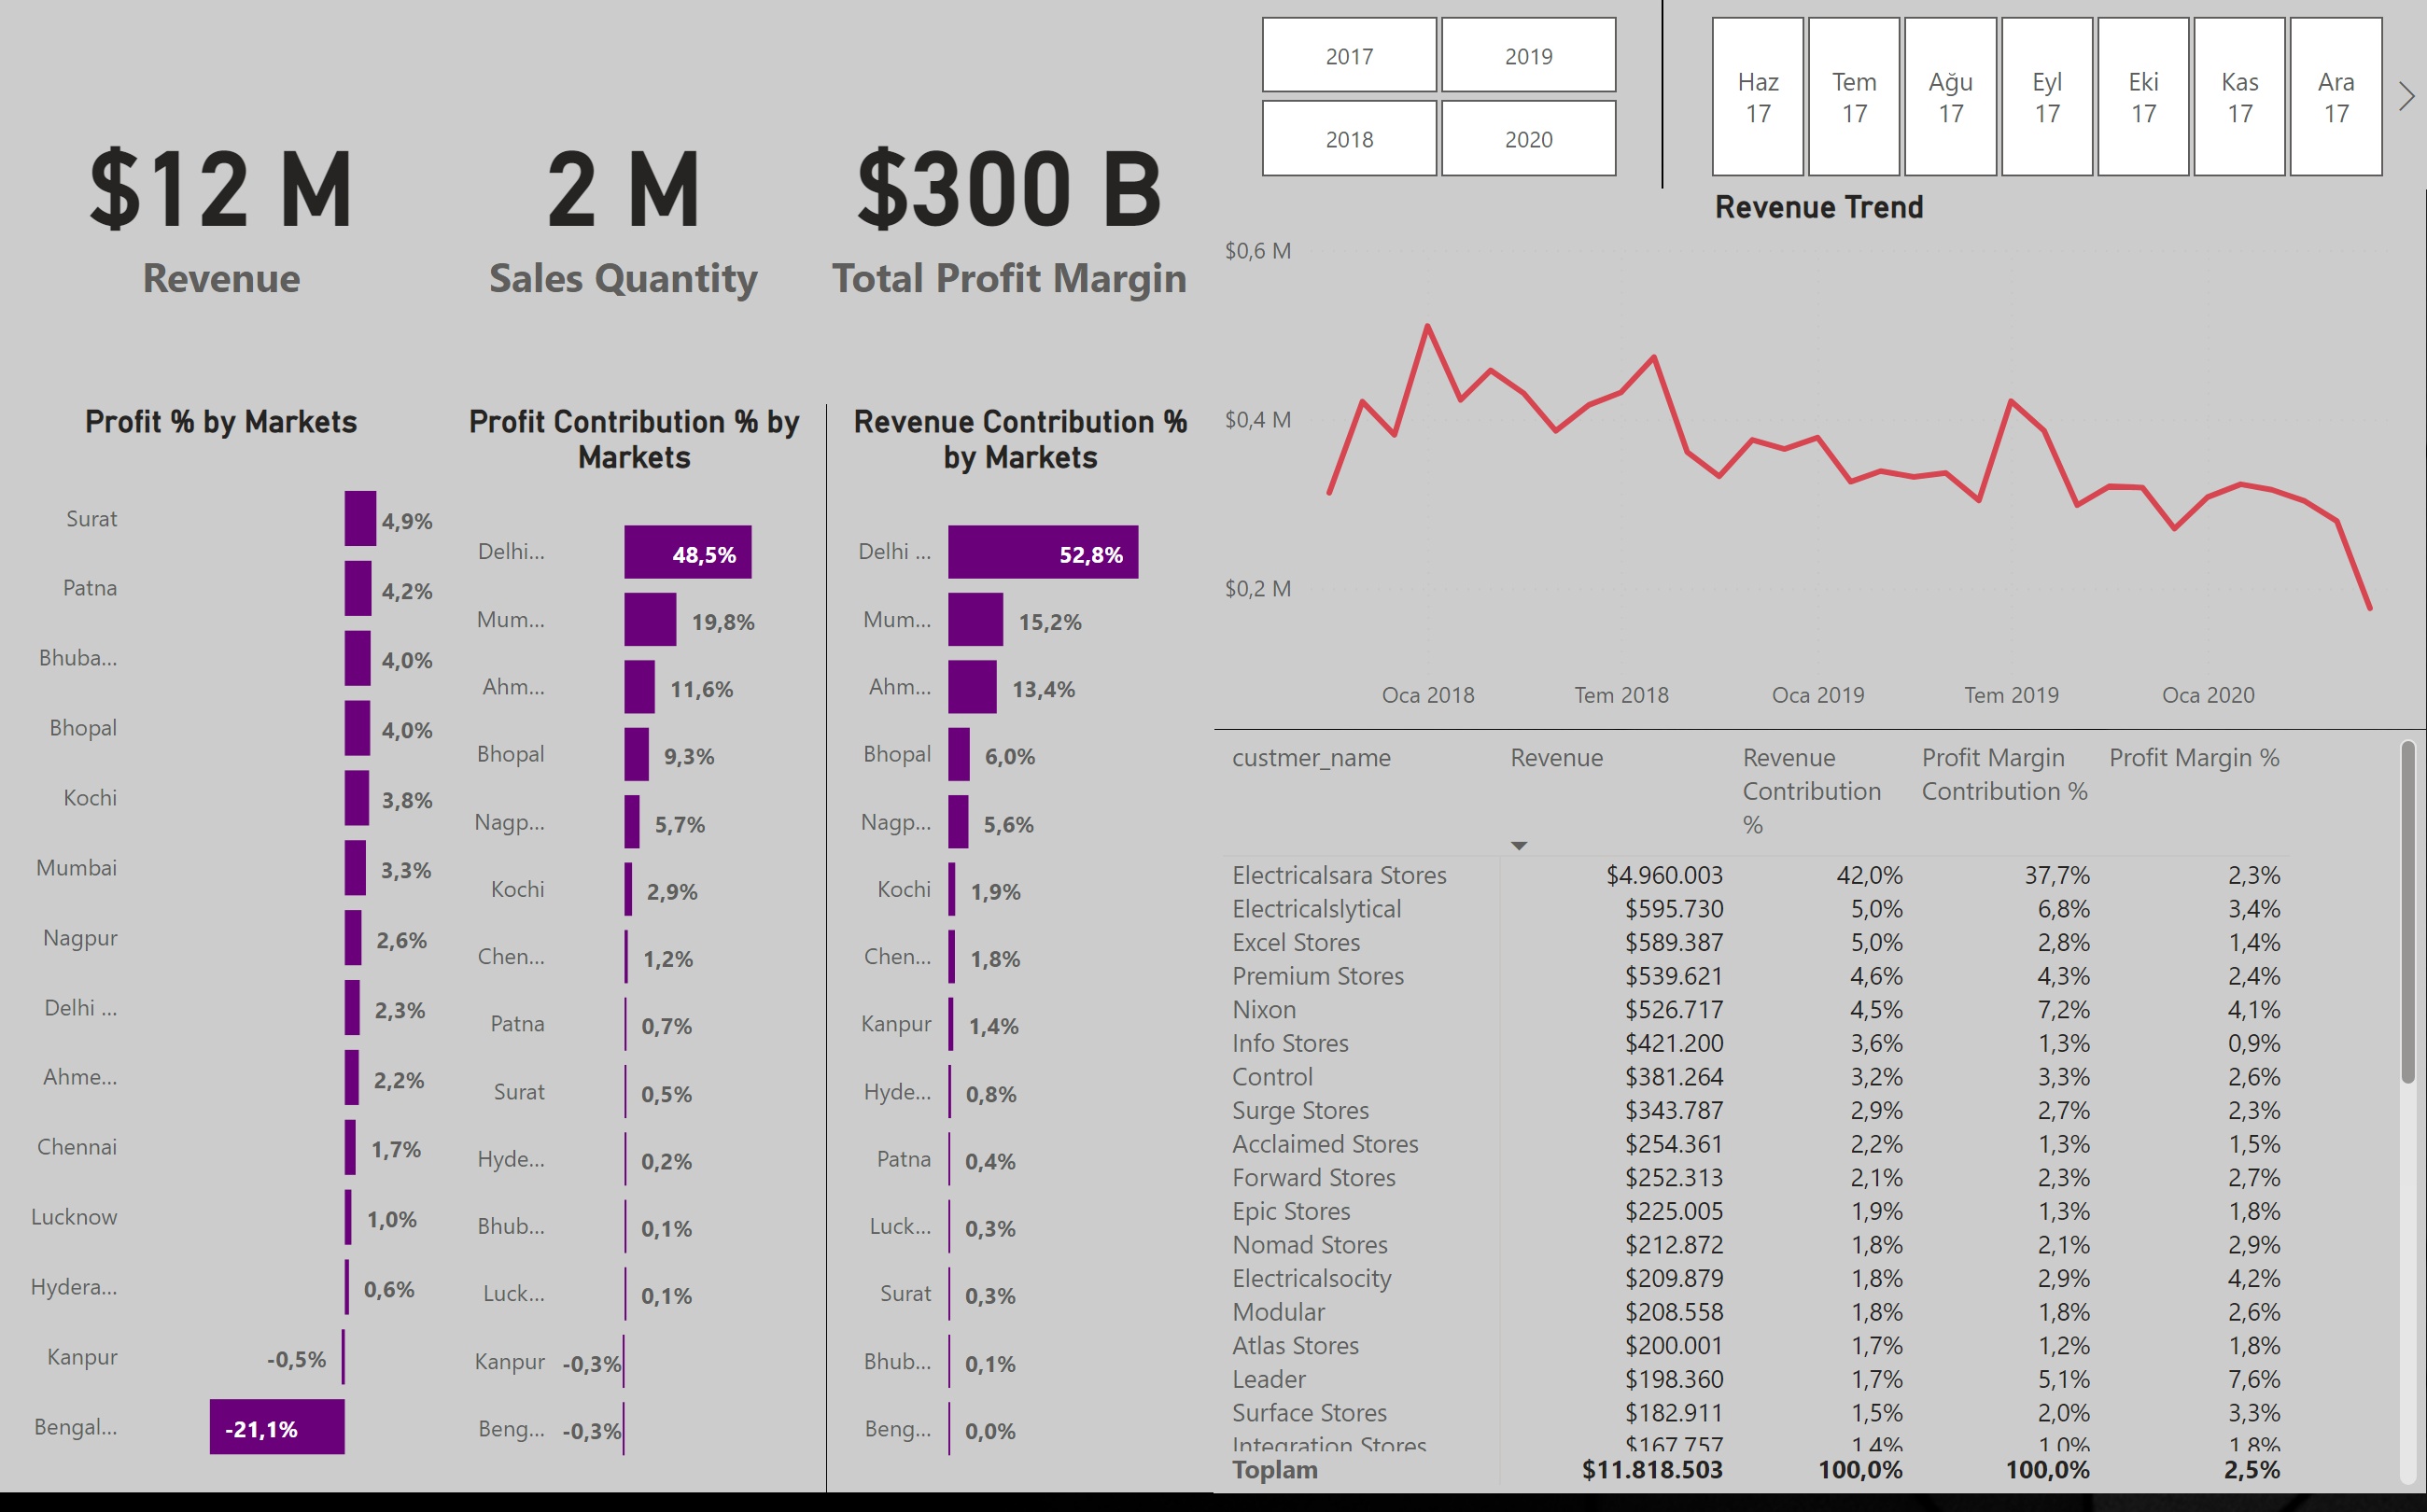 $12 M
Revenue
2 M
Sales Quantity
$300 B
Total Profit Margin
2017
2019
2018
2020
Haz 17
Tem 17
Ağu 17
Eyl 17
Eki 17
Kas 17
Ara 17
Profit % by Markets
Surat 4,9%
Patna 4,2%
Bhuba... 4,0%
Bhopal 4,0%
Kochi 3,8%
Mumbai 3,3%
Nagpur 2,6%
Delhi ... 2,3%
Ahme... 2,2%
Chennai 1,7%
Lucknow 1,0%
Hydera... 0,6%
Kanpur -0,5%
Bengal... -21,1%
Profit Contribution % by
Markets
Delhi... 48,5%
Mum... 19,8%
Ahm... 11,6%
Bhopal 9,3%
Nagp... 5,7%
Kochi 2,9%
Chen... 1,2%
Patna 0,7%
Surat 0,5%
Hyde... 0,2%
Bhub... 0,1%
Luck... 0,1%
Kanpur -0,3%
Beng... -0,3%
Revenue Contribution %
by Markets
Delhi ... 52,8%
Mum... 15,2%
Ahm... 13,4%
Bhopal 6,0%
Nagp... 5,6%
Kochi 1,9%
Chen... 1,8%
Kanpur 1,4%
Hyde... 0,8%
Patna 0,4%
Luck... 0,3%
Surat 0,3%
Bhub... 0,1%
Beng... 0,0%
Revenue Trend
$0,6 M
$0,4 M
$0,2 M
Oca 2018 Tem 2018 Oca 2019 Tem 2019 Oca 2020
custmer_name Revenue Revenue Contribution % Profit Margin Contribution % Profit Margin %
Electricalsara Stores $4.960.003 42,0% 37,7% 2,3%
Electricalslytical $595.730 5,0% 6,8% 3,4%
Excel Stores $589.387 5,0% 2,8% 1,4%
Premium Stores $539.621 4,6% 4,3% 2,4%
Nixon $526.717 4,5% 7,2% 4,1%
Info Stores $421.200 3,6% 1,3% 0,9%
Control $381.264 3,2% 3,3% 2,6%
Surge Stores $343.787 2,9% 2,7% 2,3%
Acclaimed Stores $254.361 2,2% 1,3% 1,5%
Forward Stores $252.313 2,1% 2,3% 2,7%
Epic Stores $225.005 1,9% 1,3% 1,8%
Nomad Stores $212.872 1,8% 2,1% 2,9%
Electricalsocity $209.879 1,8% 2,9% 4,2%
Modular $208.558 1,8% 1,8% 2,6%
Atlas Stores $200.001 1,7% 1,2% 1,8%
Leader $198.360 1,7% 5,1% 7,6%
Surface Stores $182.911 1,5% 2,0% 3,3%
Integration Stores $167.757 1,4% 1,0% 1,8%
Toplam $11.818.503 100,0% 100,0% 2,5%